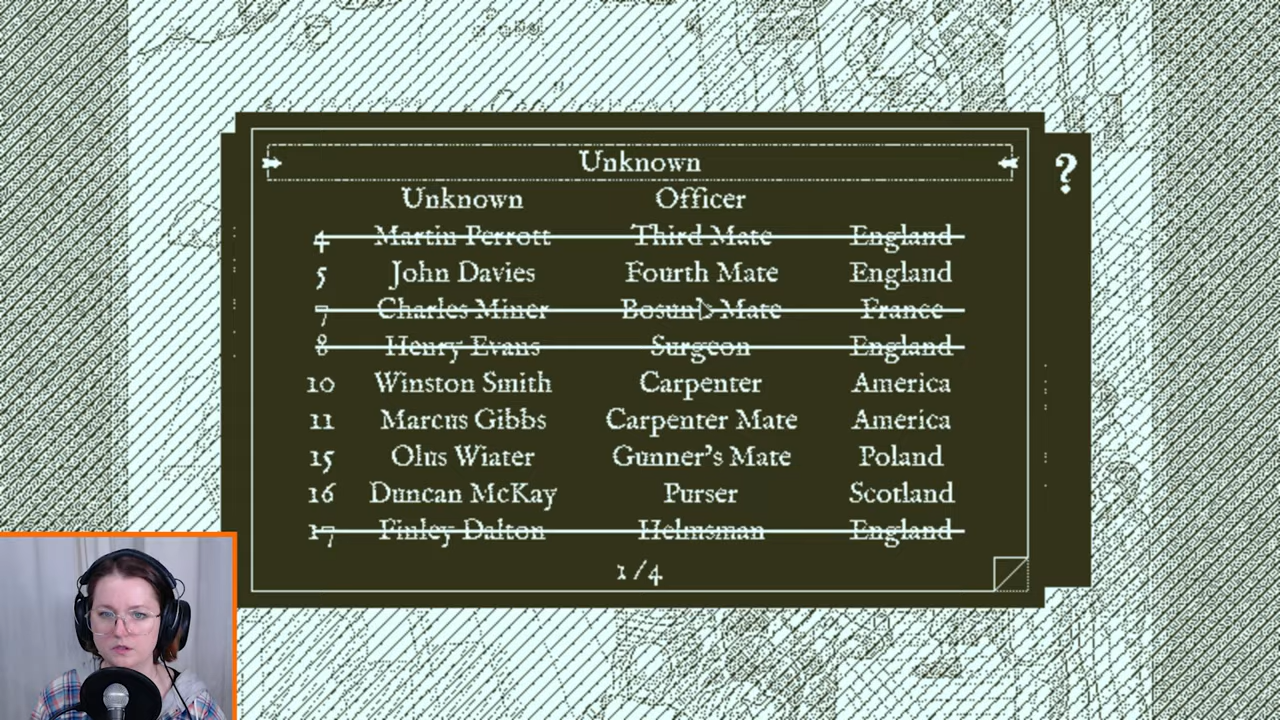 Unknown
?
Unknown Officer
4 Martin Perrott Third Mate England
5 John Davies Fourth Mate England
7 Charles Miner Bosun's Mate France
8 Henry Evans Surgeon England
10 Winston Smith Carpenter America
11 Marcus Gibbs Carpenter Mate America
15 Olus Wiater Gunner's Mate Poland
16 Duncan McKay Purser Scotland
17 Finley Dalton Helmsman England
1/4